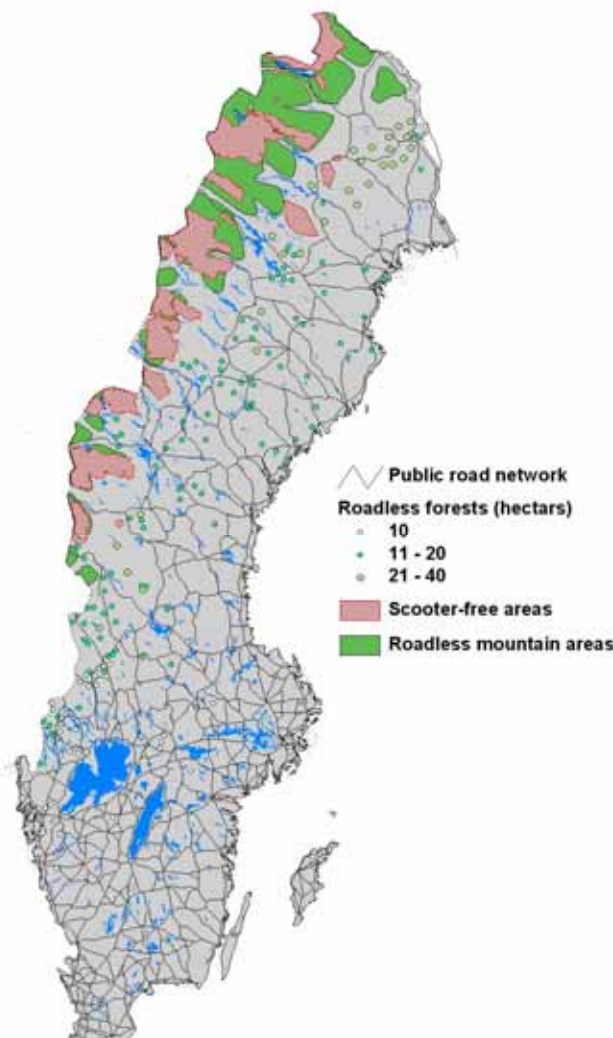 Public road network
Roadless forests (hectars)
10
11 - 20
21 - 40
Scooter-free areas
Roadless mountain areas